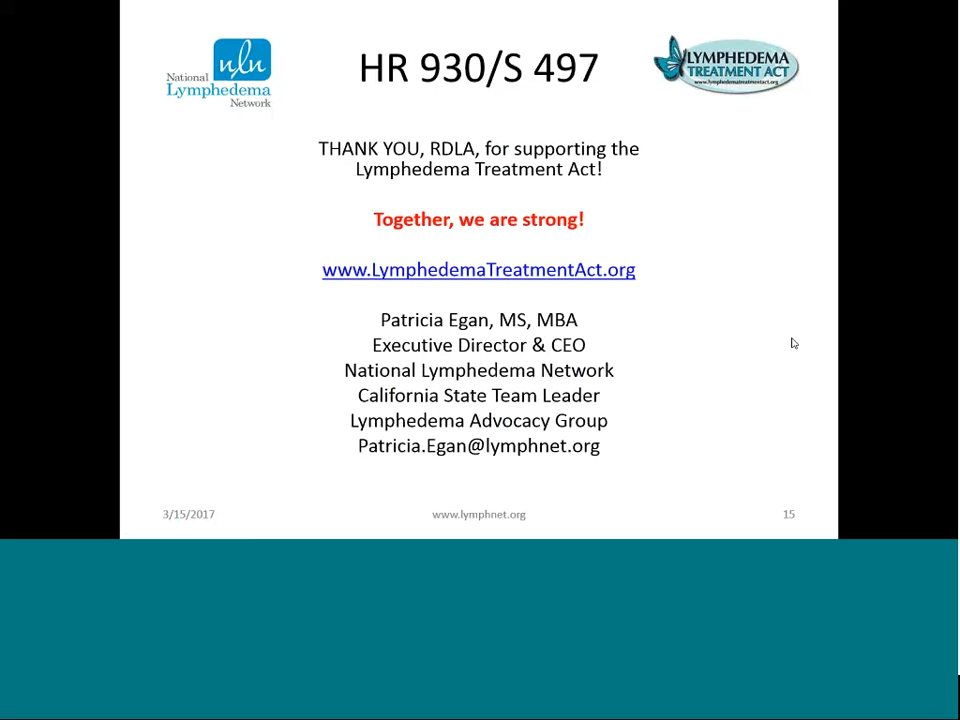 nln
National
Lymphedema
Network
HR 930/S 497
LYMPHEDEMA
TREATMENT ACT
www.lymphedematreatmentact.org
THANK YOU, RDLA, for supporting the
Lymphedema Treatment Act!
Together, we are strong!
www.LymphedemaTreatmentAct.org
Patricia Egan, MS, MBA
Executive Director & CEO
National Lymphedema Network
California State Team Leader
Lymphedema Advocacy Group
Patricia.Egan@lymphnet.org
3/15/2017
www.lymphnet.org
15